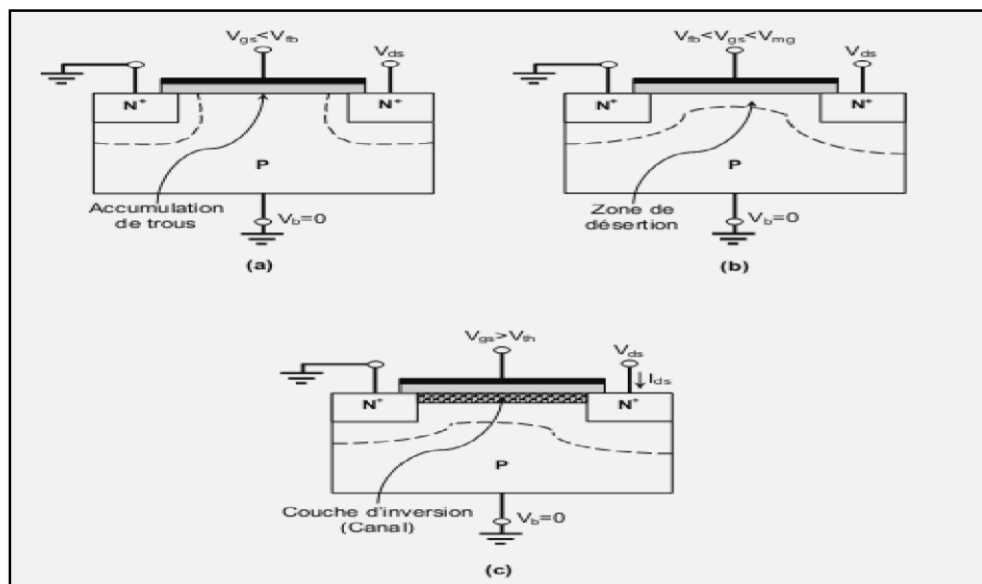 Vgs<Vfb
Vds
N+
N+
P
Accumulation
de trous
Vb=0
(a)
Vfb<Vgs<Vmg
Vds
N+
N+
P
Zone de
désertion
Vb=0
(b)
Vgs>Vth
Vds
Ids
N+
N+
P
Couche d'inversion
(Canal)
Vb=0
(c)